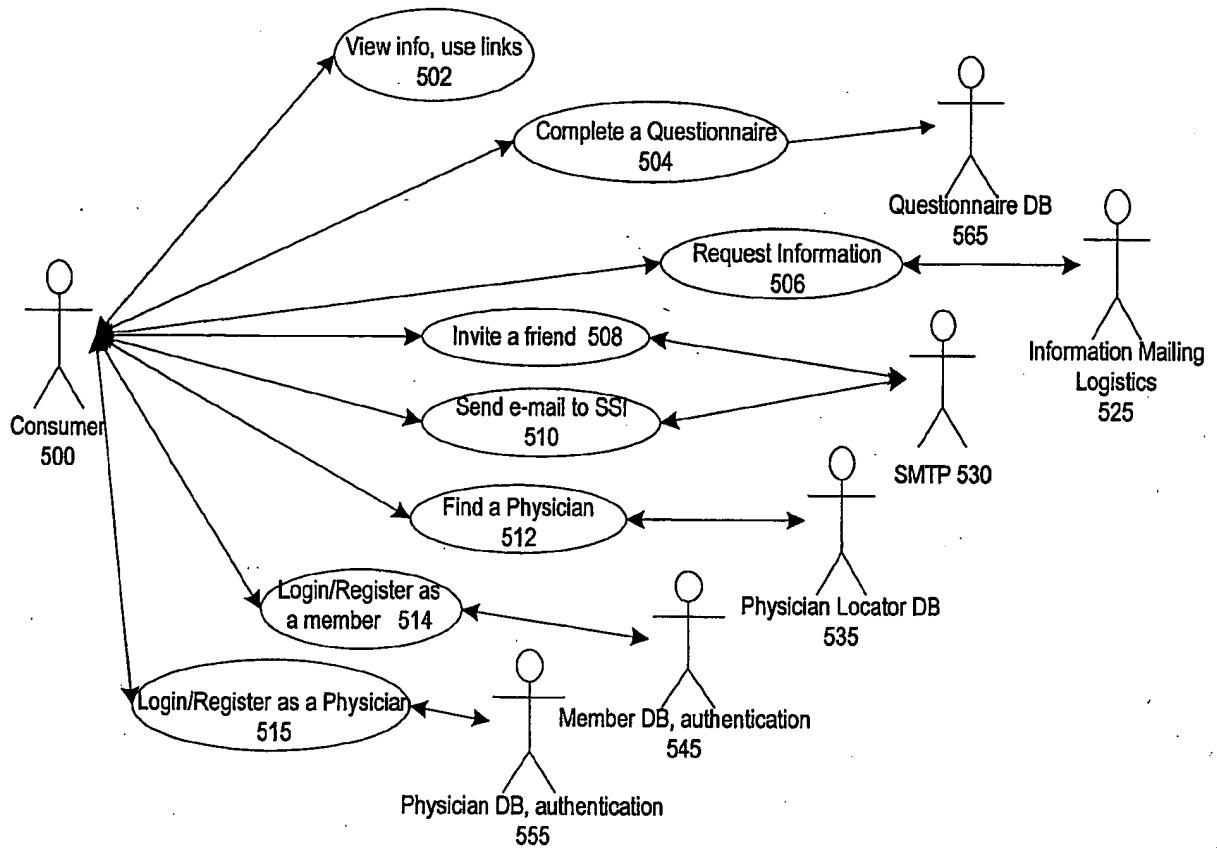 View info, use links
502
Complete a Questionnaire
504
Questionnaire DB
565
Request Information
506
Information Mailing
Logistics
525
Invite a friend 508
Send e-mail to SSI
510
SMTP 530
Consumer
500
Find a Physician
512
Physician Locator DB
535
Login/Register as
a member 514
Member DB, authentication
545
Login/Register as a Physician
515
Physician DB, authentication
555